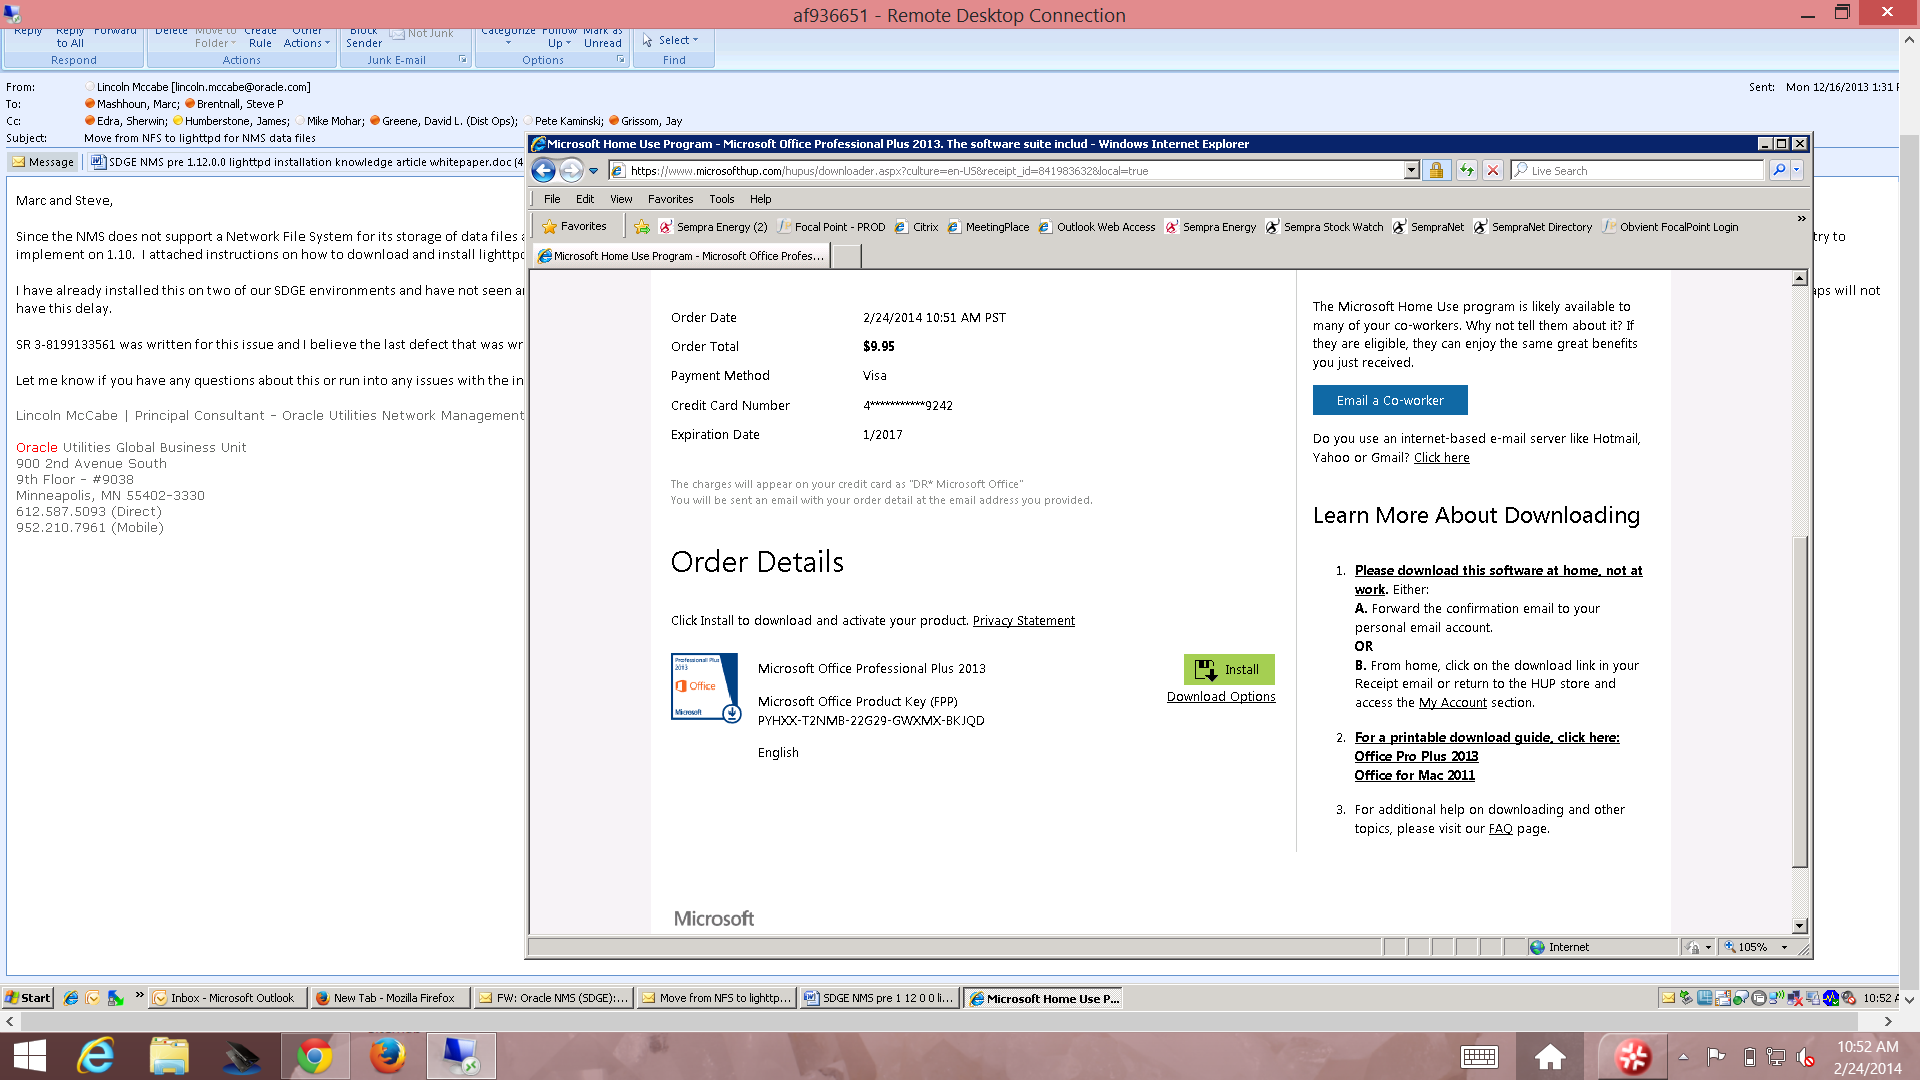 af936651 - Remote Desktop Connection
Reply Reply to All Forward
Delete Move to Folder Create Rule Other Actions
Block Sender Not Junk
Categorize Follow Up Mark as Unread
Select
Respond Actions Junk E-mail Options Find
From: Lincoln Mccabe [lincoln.mccabe@oracle.com] Sent: Mon 12/16/2013 1:31
To: Mashhoun, Marc; Brentnall, Steve P
Cc: Edra, Sherwin; Humberstone, James; Mike Mohar; Greene, David L. (Dist Ops); Pete Kaminski; Grissom, Jay
Subject: Move from NFS to lighttpd for NMS data files
Message SDGE NMS pre 1.12.0.0 lighttpd installation knowledge article whitepaper.doc (4
Marc and Steve,
Since the NMS does not support a Network File System for its storage of data files
try to
implement on 1.10. I attached instructions on how to download and install lighttp
I have already installed this on two of our SDGE environments and have not seen
aps will not
have this delay.
SR 3-8199133561 was written for this issue and I believe the last defect that was
Let me know if you have any questions about this or run into any issues with the
Lincoln McCabe | Principal Consultant - Oracle Utilities Network Management
Oracle Utilities Global Business Unit
900 2nd Avenue South
9th Floor - #9038
Minneapolis, MN 55402-3330
612.587.5093 (Direct)
952.210.7961 (Mobile)
Microsoft Home Use Program - Microsoft Office Professional Plus 2013. The software suite includ - Windows Internet Explorer
https://www.microsofthup.com/hupus/downloader.aspx?culture=en-US&receipt_id=841983632&local=true
Live Search
File Edit View Favorites Tools Help
Favorites Sempra Energy (2) Focal Point - PROD Citrix MeetingPlace Outlook Web Access Sempra Energy Sempra Stock Watch SempraNet SempraNet Directory Obvient FocalPoint Login
Microsoft Home Use Program - Microsoft Office Profes...
Order Date 2/24/2014 10:51 AM PST
Order Total $9.95
Payment Method Visa
Credit Card Number 4***********9242
Expiration Date 1/2017
The charges will appear on your credit card as "DR* Microsoft Office"
You will be sent an email with your order detail at the email address you provided.
Order Details
Click Install to download and activate your product. Privacy Statement
Professional Plus
2013
Office
Microsoft
Microsoft Office Professional Plus 2013
Microsoft Office Product Key (FPP)
PYHXX-T2NMB-22G29-GWXMX-BKJQD
English
Install
Download Options
Microsoft
The Microsoft Home Use program is likely available to
many of your co-workers. Why not tell them about it? If
they are eligible, they can enjoy the same great benefits
you just received.
Email a Co-worker
Do you use an internet-based e-mail server like Hotmail,
Yahoo or Gmail? Click here
Learn More About Downloading
1. Please download this software at home, not at
work. Either:
A. Forward the confirmation email to your
personal email account.
OR
B. From home, click on the download link in your
Receipt email or return to the HUP store and
access the My Account section.
2. For a printable download guide, click here:
Office Pro Plus 2013
Office for Mac 2011
3. For additional help on downloading and other
topics, please visit our FAQ page.
Internet 105%
Start Inbox - Microsoft Outlook New Tab - Mozilla Firefox FW: Oracle NMS (SDGE):... Move from NFS to lighttp... SDGE NMS pre 1 12 0 0 li... Microsoft Home Use P... 10:52
10:52 AM
2/24/2014